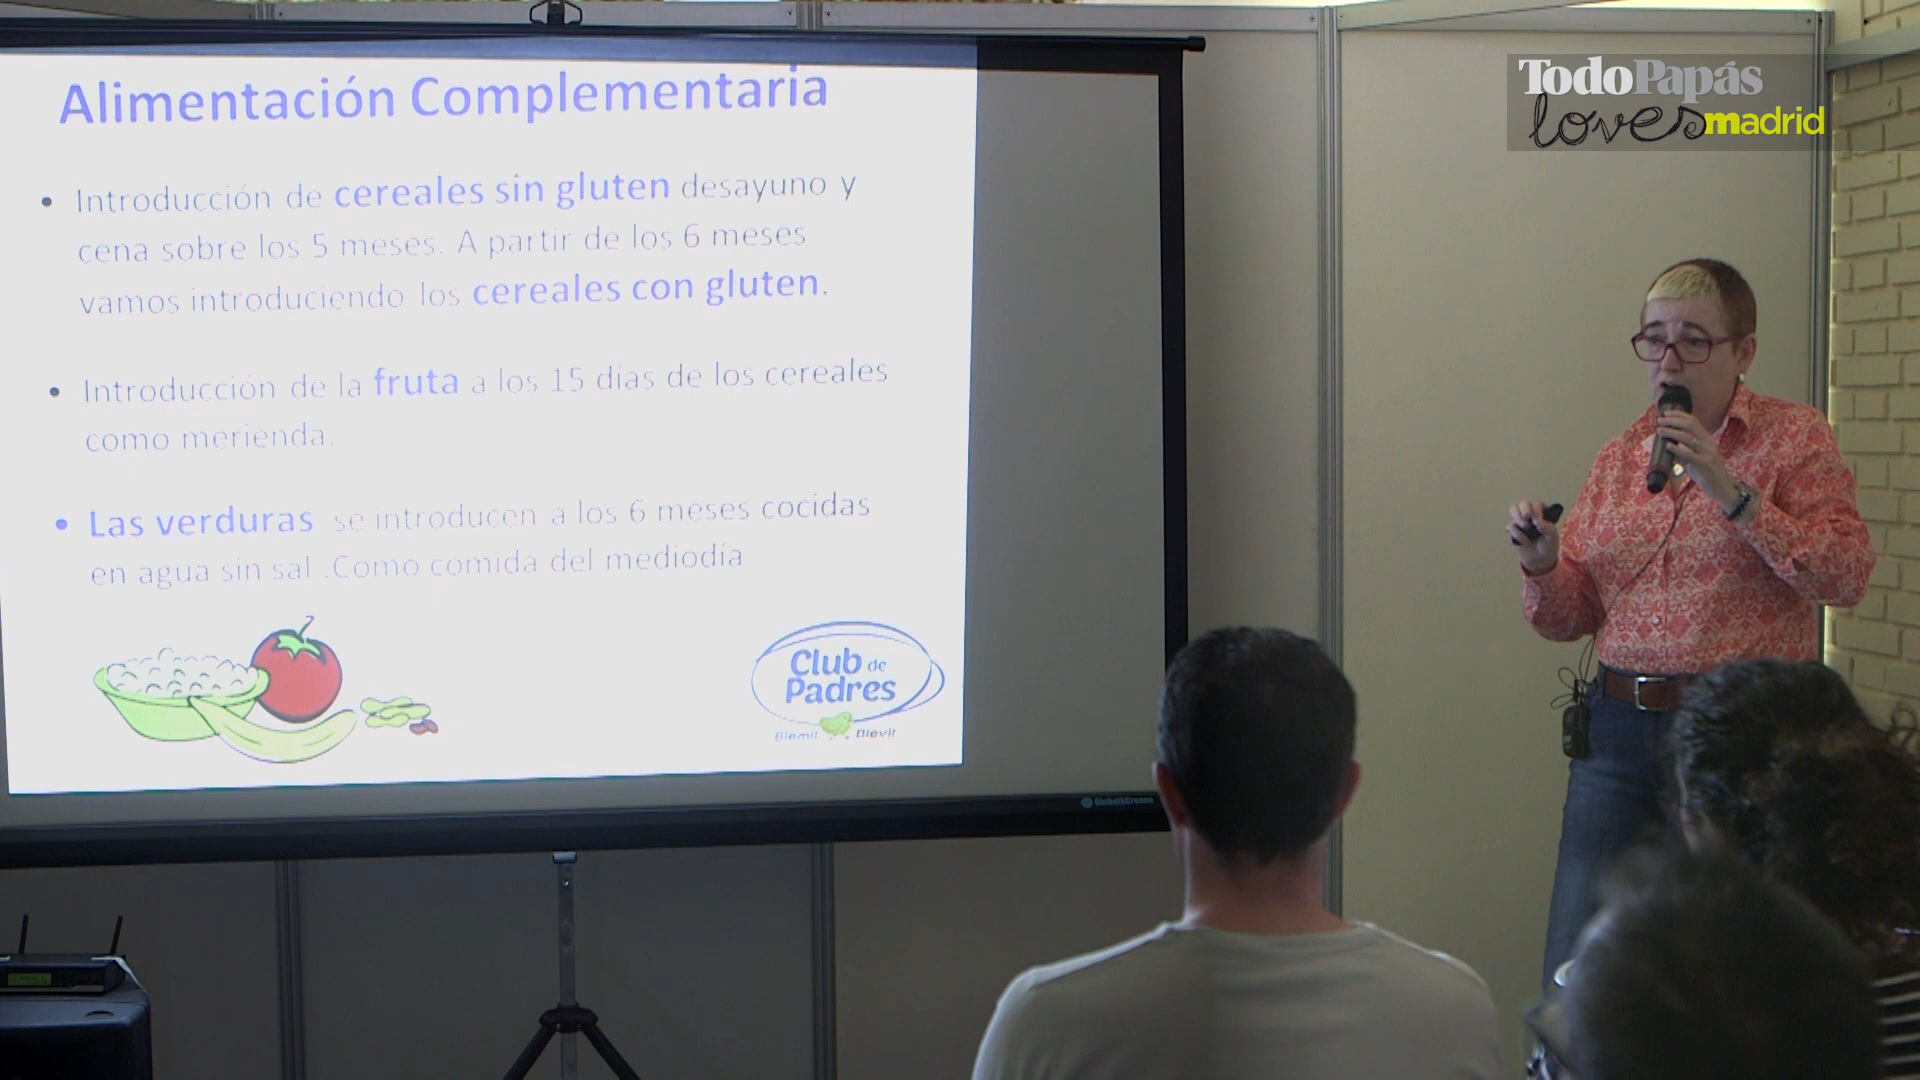 Alimentación Complementaria
• Introducción de cereales sin gluten desayuno y
cena sobre los 5 meses. A partir de los 6 meses
vamos introduciendo los cereales con gluten.
• Introducción de la fruta a los 15 días de los cereales
como merienda.
• Las verduras se introducen a los 6 meses cocidas
en agua sin sal .Como comida del mediodía
Club de
Padres
Blemil Blevit
TodoPapás
loves madrid